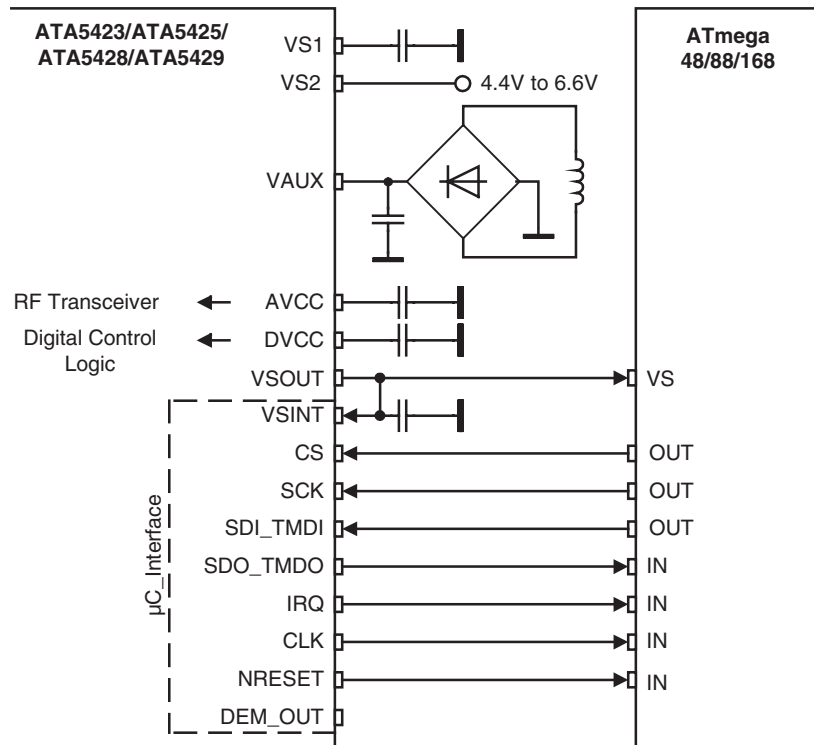 ATA5423/ATA5425/
ATA5428/ATA5429
ATmega
48/88/168
VS1
VS2
4.4V to 6.6V
VAUX
RF Transceiver
AVCC
Digital Control
Logic
DVCC
VSOUT
VS
VSINT
CS
OUT
SCK
OUT
SDI_TMDI
OUT
SDO_TMDO
IN
IRQ
IN
CLK
IN
NRESET
IN
DEM_OUT
µC_Interface